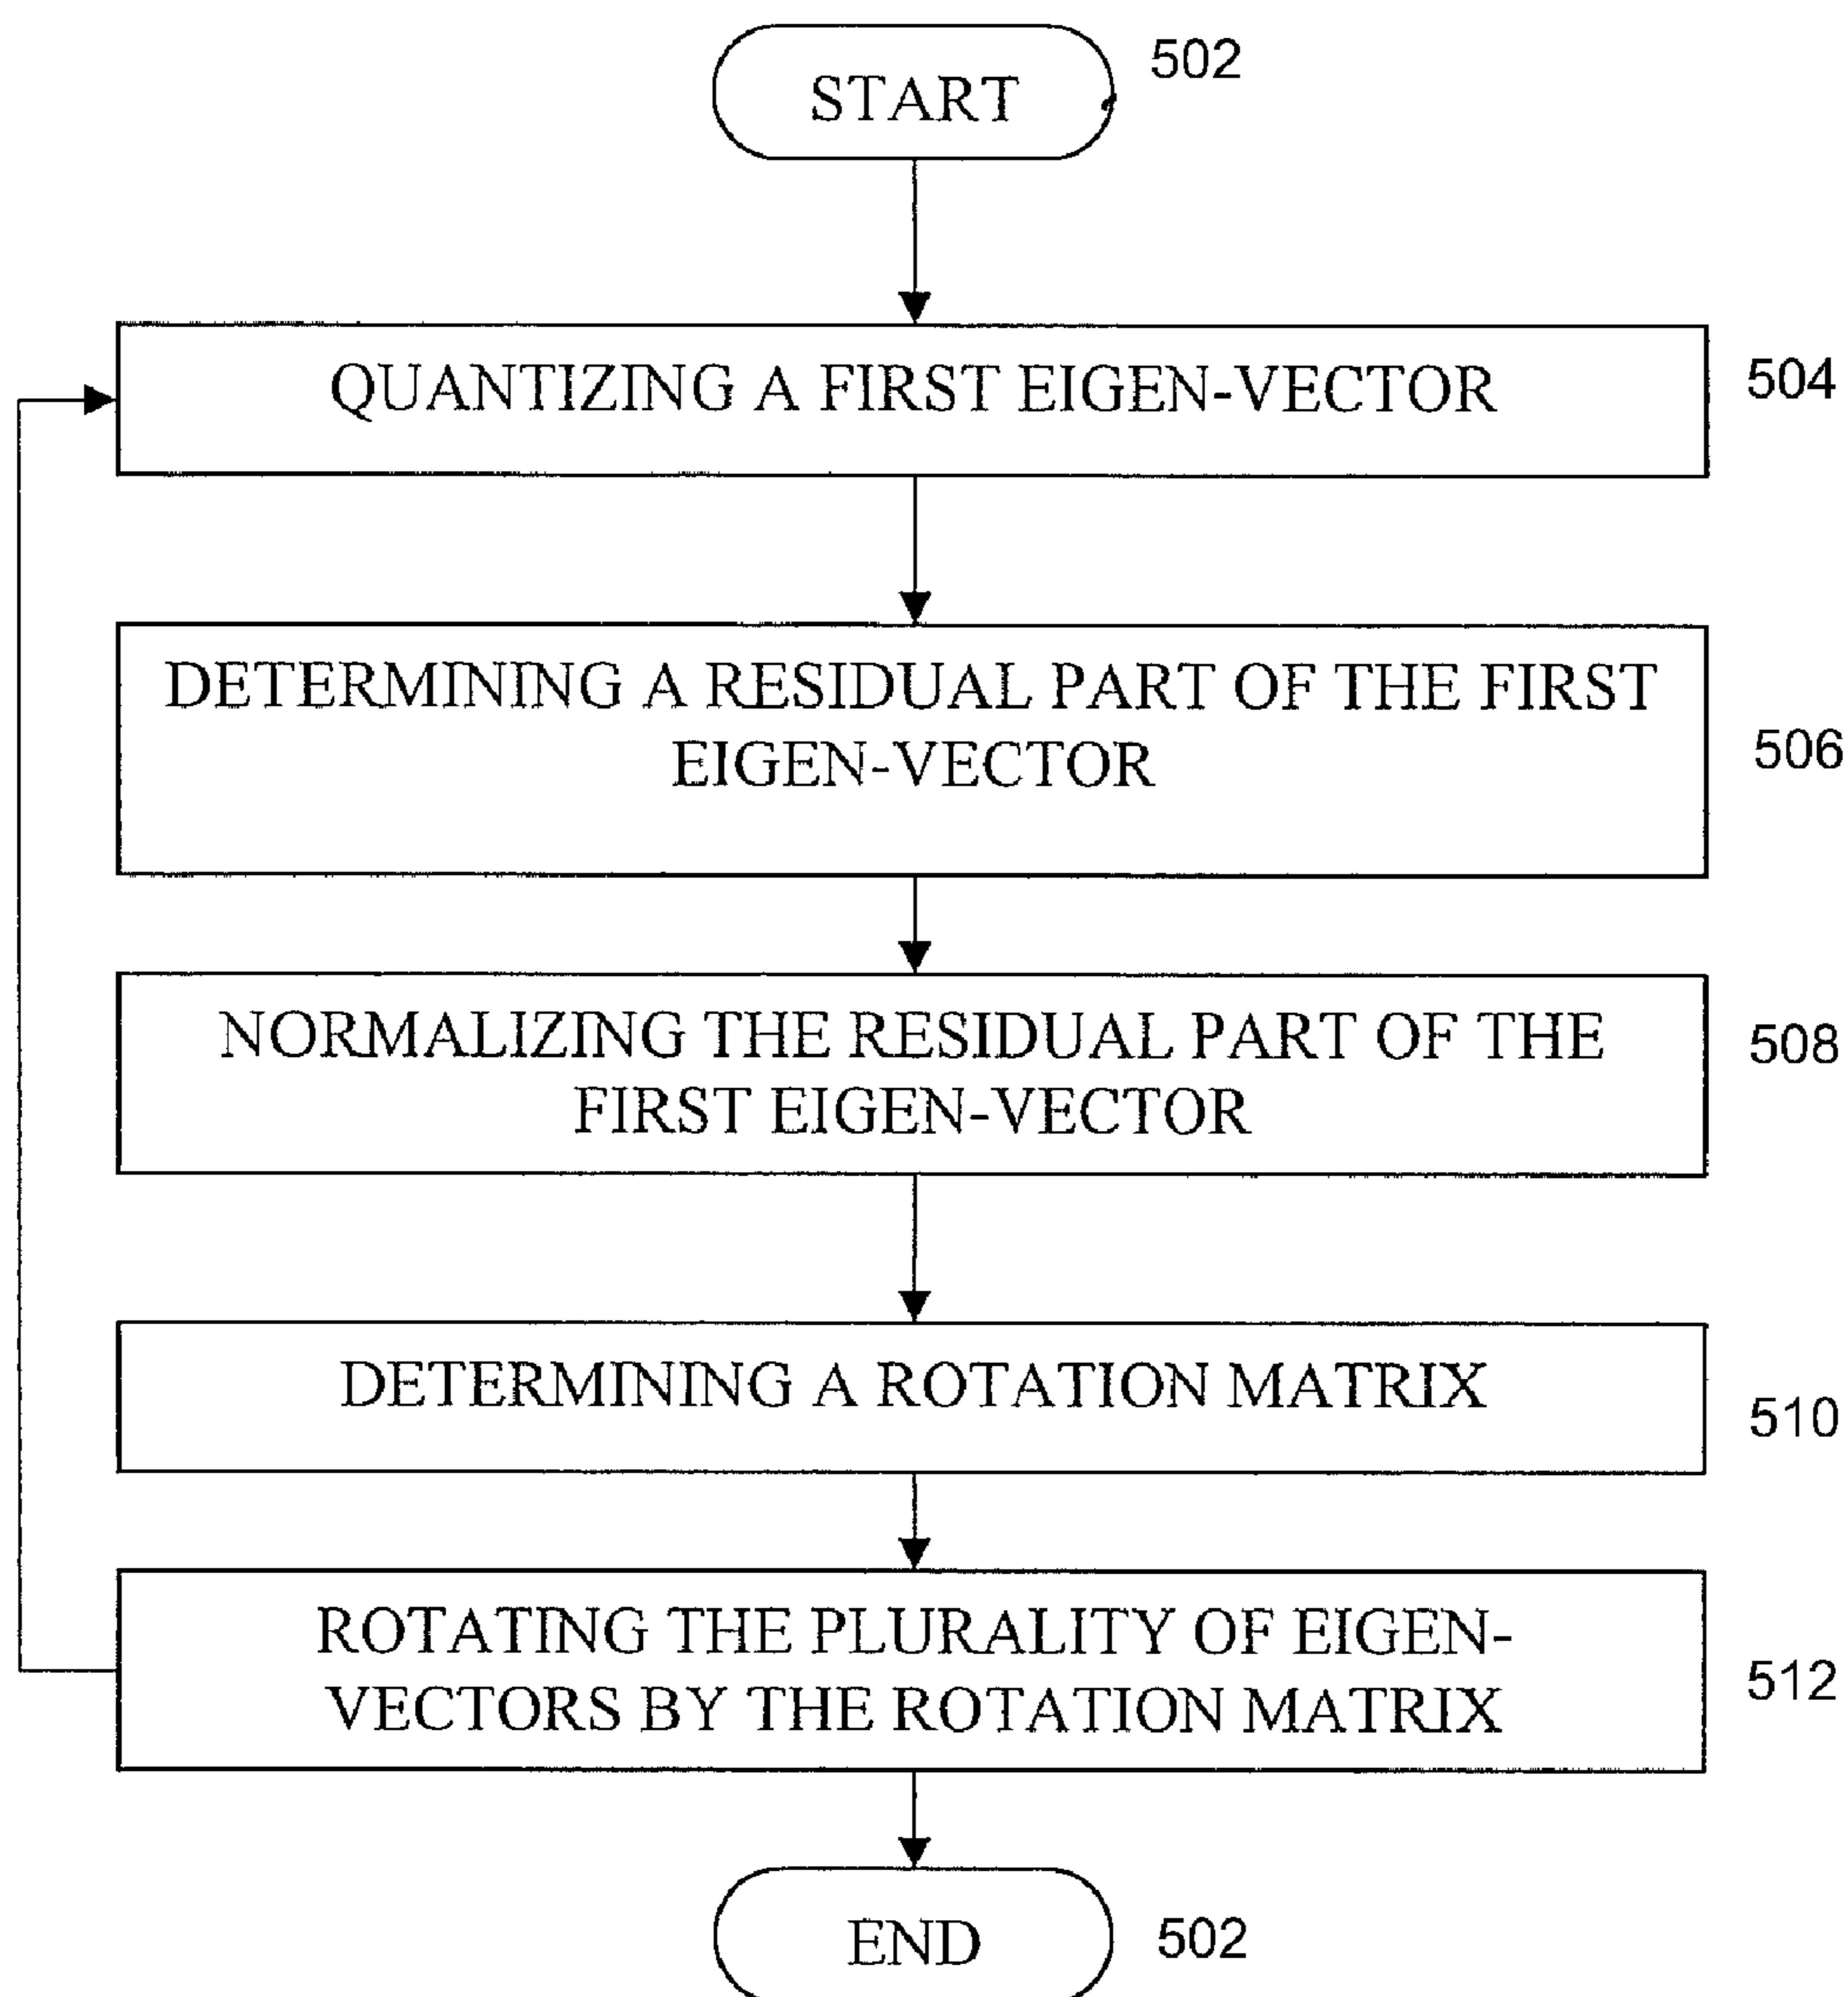 START
502
QUANTIZING A FIRST EIGEN-VECTOR
504
DETERMINING A RESIDUAL PART OF THE FIRST
EIGEN-VECTOR
506
NORMALIZING THE RESIDUAL PART OF THE
FIRST EIGEN-VECTOR
508
DETERMINING A ROTATION MATRIX
510
ROTATING THE PLURALITY OF EIGEN-
VECTORS BY THE ROTATION MATRIX
512
END
502